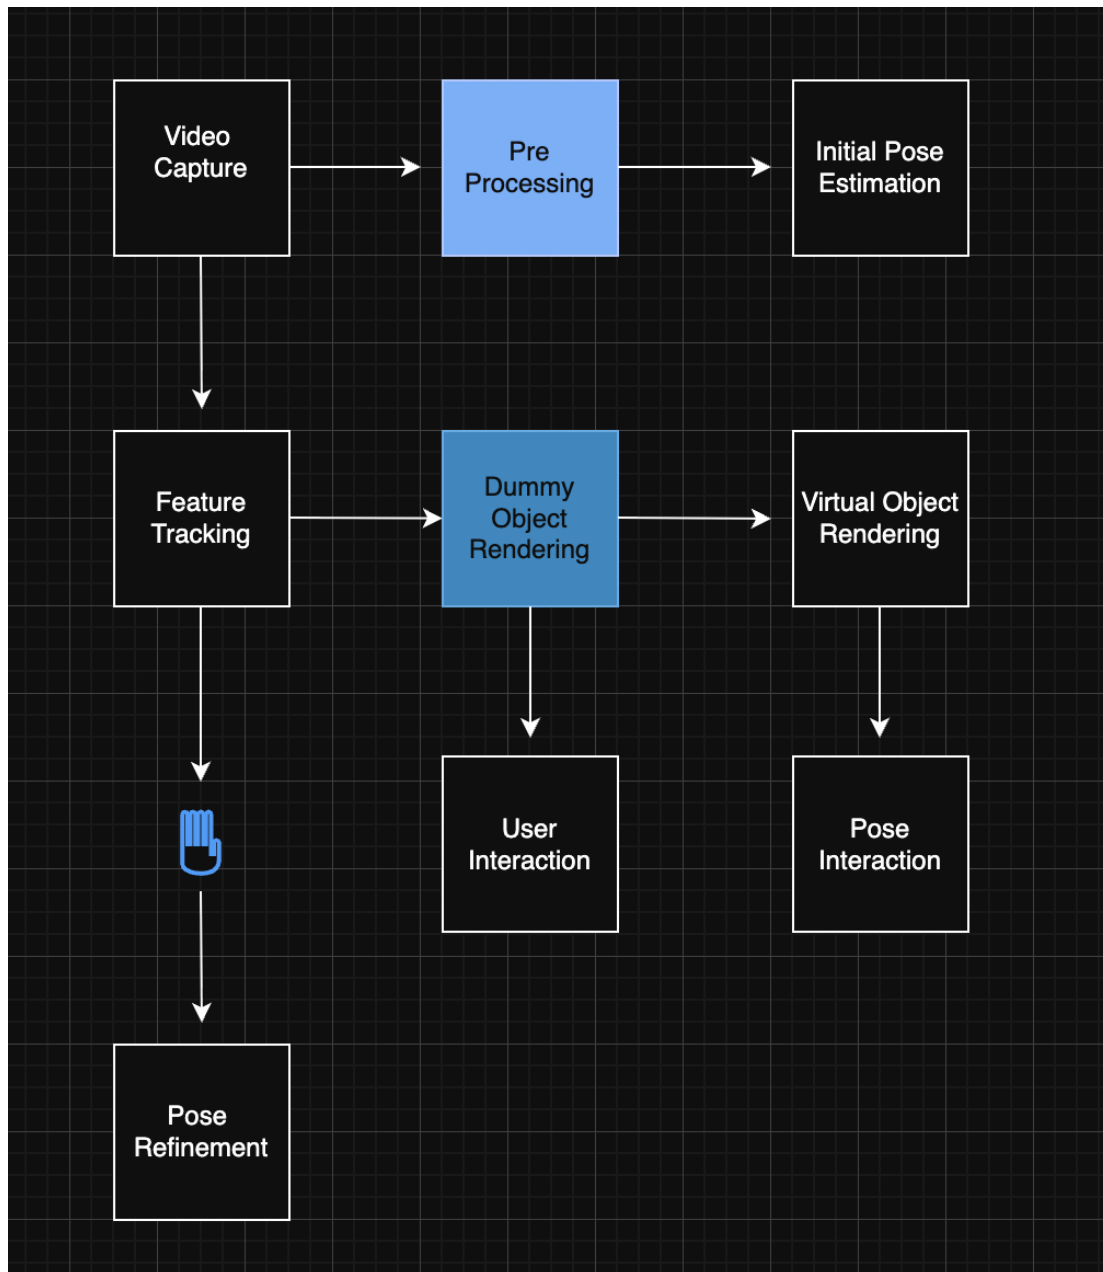 Video
Capture
Pre
Processing
Initial Pose
Estimation
Feature
Tracking
Dummy
Object
Rendering
Virtual Object
Rendering
User
Interaction
Pose
Interaction
Pose
Refinement